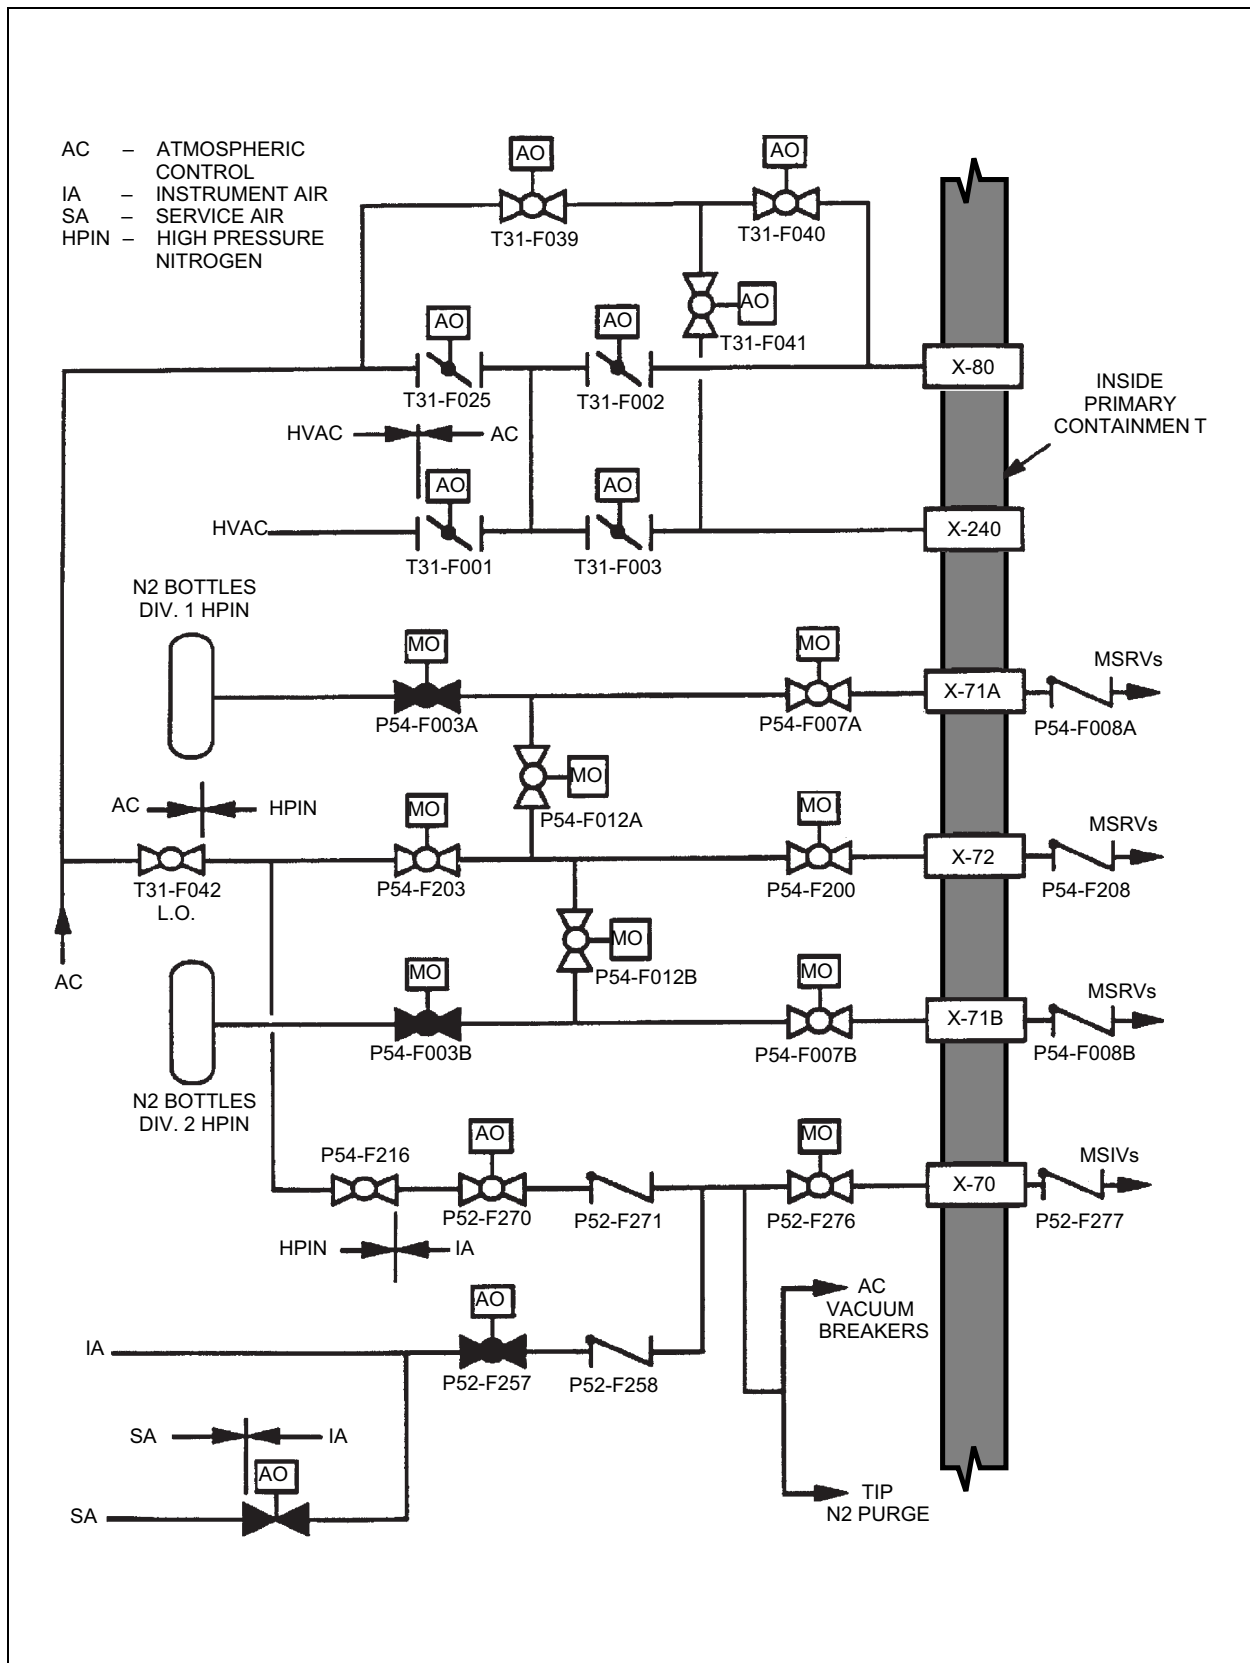 AC – ATMOSPHERIC
CONTROL
IA – INSTRUMENT AIR
SA – SERVICE AIR
HPIN – HIGH PRESSURE
NITROGEN
AO
T31-F039
AO
T31-F040
AO
T31-F041
AO
T31-F025
AO
T31-F002
X-80
INSIDE
PRIMARY
CONTAINMEN T
HVAC
AC
AO
T31-F001
AO
T31-F003
HVAC
X-240
N2 BOTTLES
DIV. 1 HPIN
MO
P54-F003A
MO
P54-F007A
X-71A
MSRVs
P54-F008A
MO
P54-F012A
AC
HPIN
T31-F042
L.O.
MO
P54-F203
MO
P54-F200
X-72
MSRVs
P54-F208
AC
MO
P54-F012B
MO
P54-F003B
MO
P54-F007B
X-71B
MSRVs
P54-F008B
N2 BOTTLES
DIV. 2 HPIN
P54-F216
AO
P52-F270
P52-F271
MO
P52-F276
X-70
MSIVs
P52-F277
HPIN
IA
AC
VACUUM
BREAKERS
IA
AO
P52-F257
P52-F258
SA
IA
AO
SA
TIP
N2 PURGE